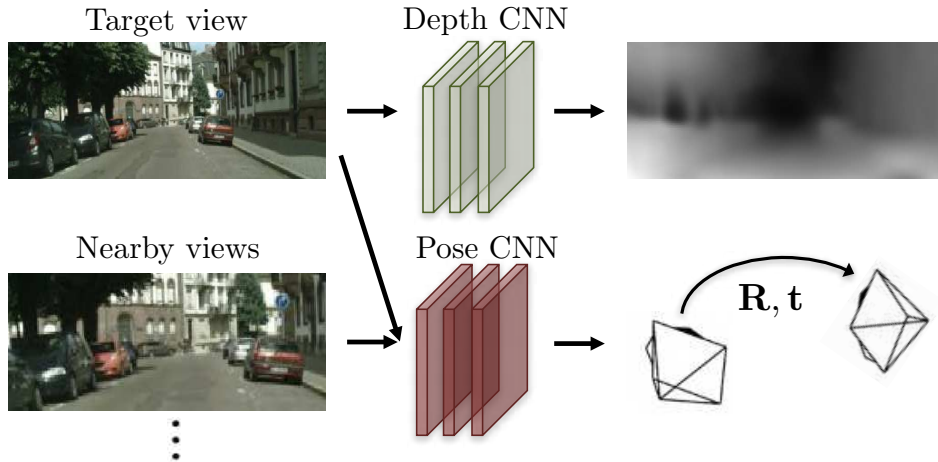 Target view
Depth CNN
Nearby views
Pose CNN
R, t